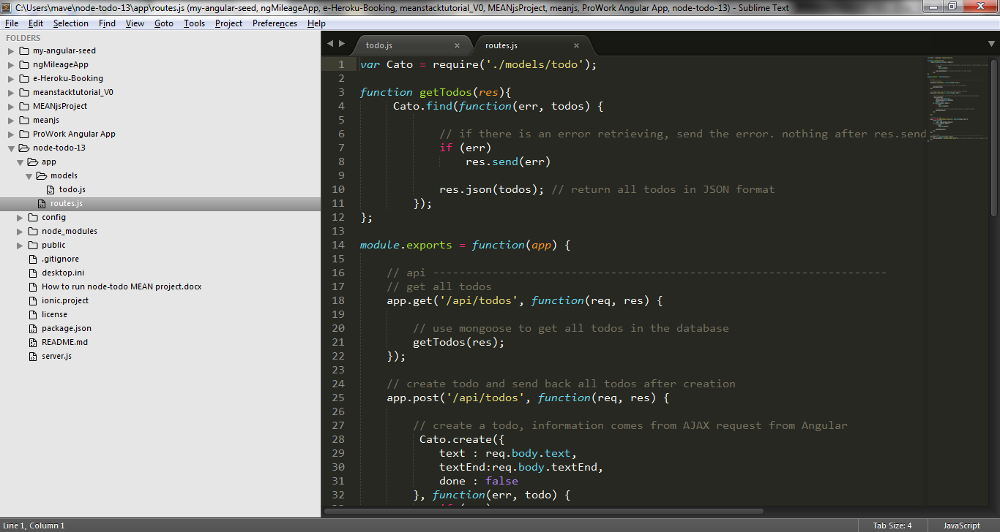 C:\Users\mave\node-todo-13\app\routes.js (my-angular-seed, ngMileageApp, e-Heroku-Booking, meanstacktutorial_V0, MEANjsProject, meanjs, ProWork Angular App, node-todo-13) - Sublime Text
File Edit Selection Find View Goto Tools Project Preferences Help
FOLDERS
my-angular-seed
ngMileageApp
e-Heroku-Booking
meanstacktutorial_V0
MEANjsProject
meanjs
ProWork Angular App
node-todo-13
app
models
todo.js
routes.js
config
node_modules
public
.gitignore
desktop.ini
How to run node-todo MEAN project.docx
ionic.project
license
package.json
README.md
server.js
todo.js × routes.js ×
1 var Cato = require('./models/todo');
2
3 function getTodos(res){
4 Cato.find(function(err, todos) {
5
6 // if there is an error retrieving, send the error. nothing after res.send
7 if (err)
8 res.send(err)
9
10 res.json(todos); // return all todos in JSON format
11 });
12 };
13
14 module.exports = function(app) {
15
16 // api ---------------------------------------------------------------------
17 // get all todos
18 app.get('/api/todos', function(req, res) {
19
20 // use mongoose to get all todos in the database
21 getTodos(res);
22 });
23
24 // create todo and send back all todos after creation
25 app.post('/api/todos', function(req, res) {
26
27 // create a todo, information comes from AJAX request from Angular
28 Cato.create({
29 text : req.body.text,
30 textEnd:req.body.textEnd,
31 done : false
32 }, function(err, todo) {
Line 1, Column 1 Tab Size: 4 JavaScript